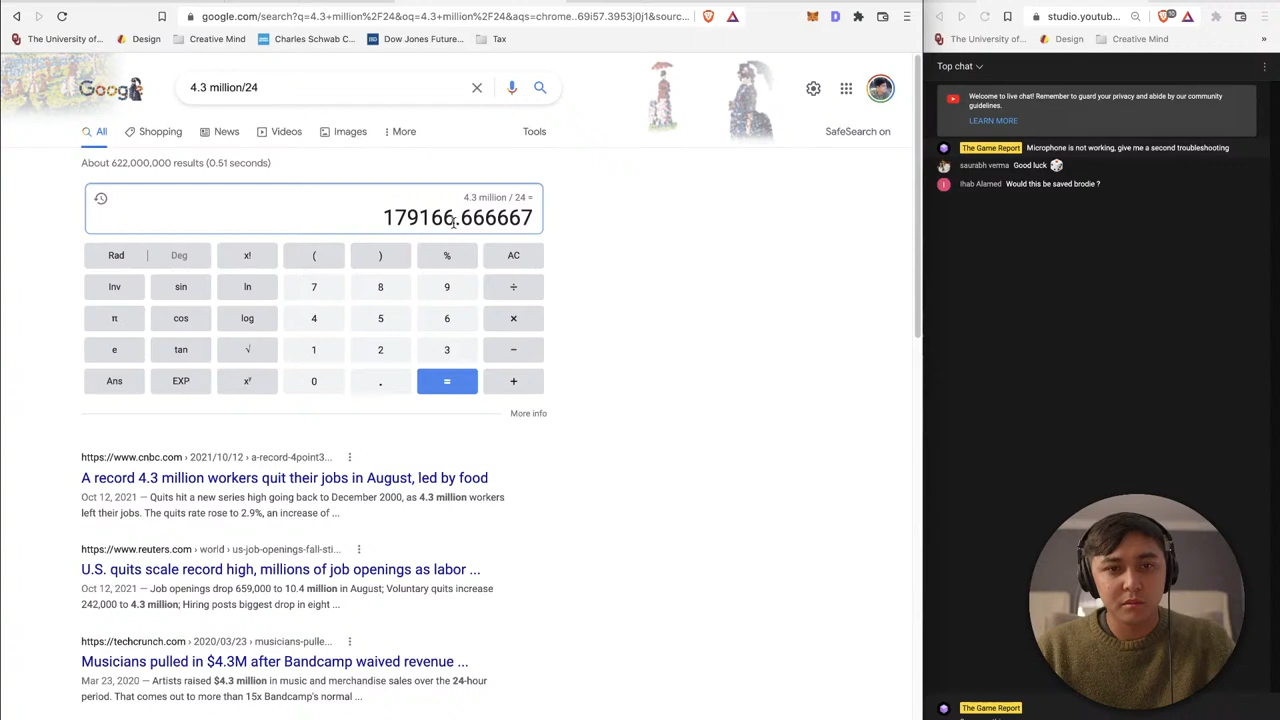 google.com/search?q=4.3+million%2F24&oq=4.3+million%2F24&aqs=chrome..69i57.3953j0j1&sourc...
The University of...
Design
Creative Mind
Charles Schwab C...
Dow Jones Future...
Tax
Google
4.3 million/24
All
Shopping
News
Videos
Images
More
Tools
SafeSearch on
About 622,000,000 results (0.51 seconds)
4.3 million / 24 =
179166.666667
Rad Deg x! ( ) % AC
Inv sin ln 7 8 9 ÷
π cos log 4 5 6 ×
e tan √ 1 2 3 −
Ans EXP xʸ 0 . = +
More info
https://www.cnbc.com › 2021/10/12 › a-record-4point3...
A record 4.3 million workers quit their jobs in August, led by food
Oct 12, 2021 — Quits hit a new series high going back to December 2000, as 4.3 million workers
left their jobs. The quits rate rose to 2.9%, an increase of ...
https://www.reuters.com › world › us-job-openings-fall-sti...
U.S. quits scale record high, millions of job openings as labor ...
Oct 12, 2021 — Job openings drop 659,000 to 10.4 million in August; Voluntary quits increase
242,000 to 4.3 million; Hiring posts biggest drop in eight ...
https://techcrunch.com › 2020/03/23 › musicians-pulle...
Musicians pulled in $4.3M after Bandcamp waived revenue ...
Mar 23, 2020 — Artists raised $4.3 million in music and merchandise sales over the 24-hour
period. That comes out to more than 15x Bandcamp's normal ...
studio.youtub...
10
The University of...
Design
Creative Mind
»
Top chat
Welcome to live chat! Remember to guard your privacy and abide by our community
guidelines.
LEARN MORE
The Game Report Microphone is not working, give me a second troubleshooting
saurabh verma Good luck
I
Ihab Alamed Would this be saved brodie ?
The Game Report